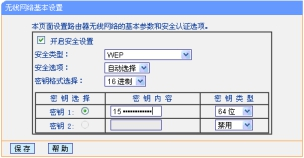 无线网络基本设置
本页面设置路由器无线网络的基本参数和安全认证选项。
开启安全设置
安全类型： WEP
安全选项： 自动选择
密钥格式选择： 16 进制
密 钥 选 择 密 钥 内 容 密 钥 类 型
密钥 1： 15•••••••••••• 64 位
密钥 2： 禁用
保 存 帮 助